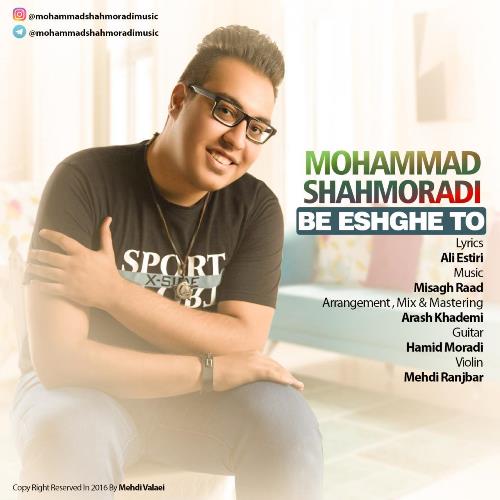 @mohammadshahmoradimusic
@mohammadshahmoradimusic
MOHAMMAD
SHAHMORADI
BE ESHGHE TO
Lyrics
Ali Estiri
Music
Misagh Raad
Arrangement , Mix & Mastering
Arash Khademi
Guitar
Hamid Moradi
Violin
Mehdi Ranjbar
SPORT
X-SIDE
Copy Right Reserved In 2016 By Mehdi Valaei